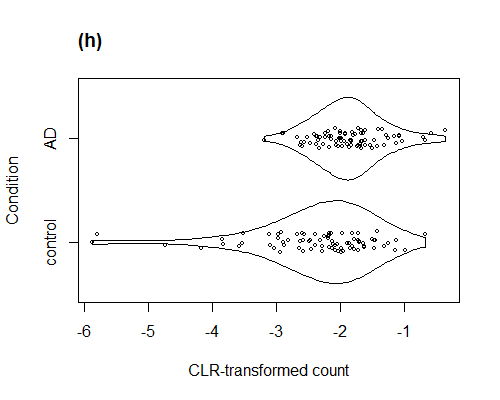 (h)
Condition
AD
control
-6 -5 -4 -3 -2 -1
CLR-transformed count